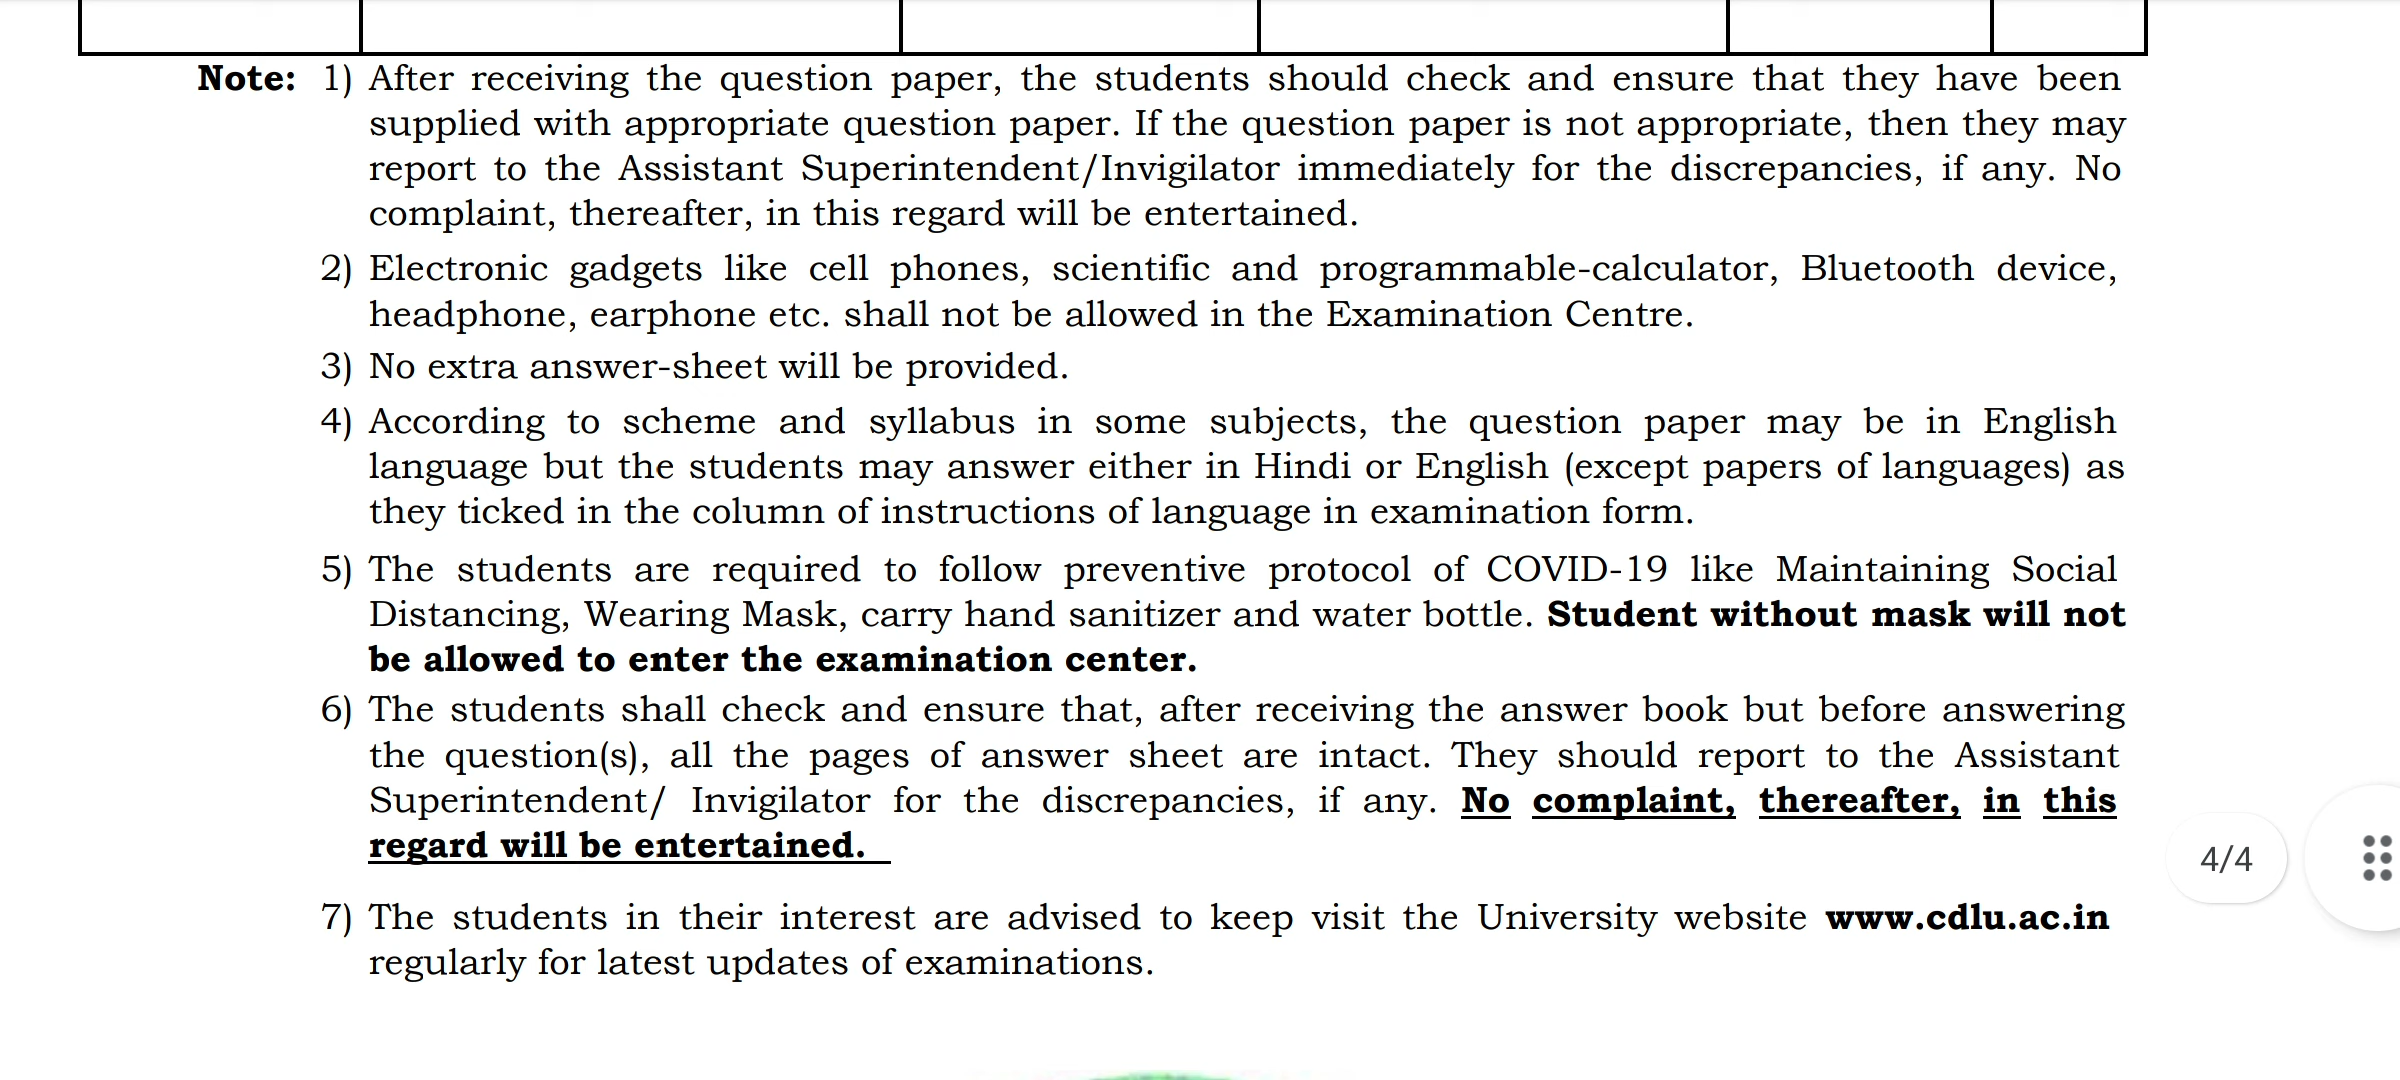 Note: 1) After receiving the question paper, the students should check and ensure that they have been
supplied with appropriate question paper. If the question paper is not appropriate, then they may
report to the Assistant Superintendent/Invigilator immediately for the discrepancies, if any. No
complaint, thereafter, in this regard will be entertained.
2) Electronic gadgets like cell phones, scientific and programmable-calculator, Bluetooth device,
headphone, earphone etc. shall not be allowed in the Examination Centre.
3) No extra answer-sheet will be provided.
4) According to scheme and syllabus in some subjects, the question paper may be in English
language but the students may answer either in Hindi or English (except papers of languages) as
they ticked in the column of instructions of language in examination form.
5) The students are required to follow preventive protocol of COVID-19 like Maintaining Social
Distancing, Wearing Mask, carry hand sanitizer and water bottle. Student without mask will not
be allowed to enter the examination center.
6) The students shall check and ensure that, after receiving the answer book but before answering
the question(s), all the pages of answer sheet are intact. They should report to the Assistant
Superintendent/ Invigilator for the discrepancies, if any. No complaint, thereafter, in this
regard will be entertained.
4/4
7) The students in their interest are advised to keep visit the University website www.cdlu.ac.in
regularly for latest updates of examinations.